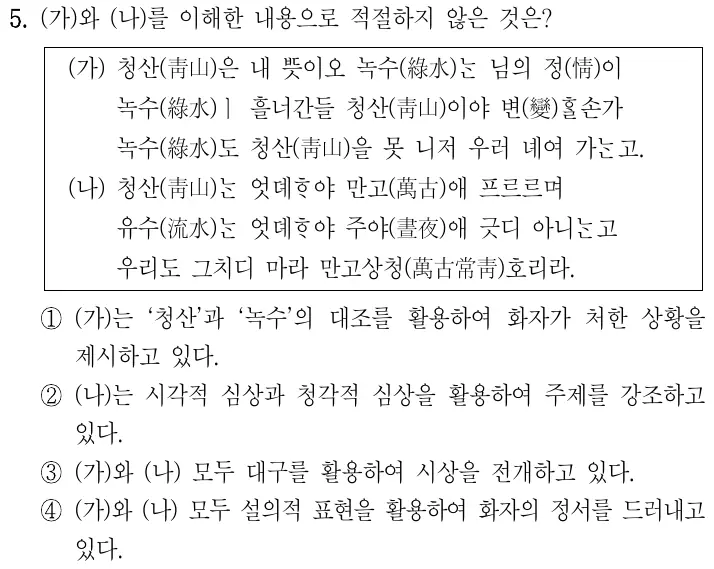 5. (가)와 (나)를 이해한 내용으로 적절하지 않은 것은?
(가) 청산(靑山)은 내 뜻이오 녹수(綠水)는 님의 정(情)이
녹수(綠水)ㅣ 흘너간들 청산(靑山)이야 변(變)ᄒᆞᆯ손가
녹수(綠水)도 청산(靑山)을 못 니저 우러 녜여 가ᄂᆞᆫ고.
(나) 청산(靑山)ᄂᆞᆫ 엇뎨ᄒᆞ야 만고(萬古)애 프르르며
유수(流水)ᄂᆞᆫ 엇뎨ᄒᆞ야 주야(晝夜)애 긋디 아니ᄂᆞᆫ고
우리도 그치디 마라 만고상청(萬古常靑)호리라.
① (가)는 ‘청산’과 ‘녹수’의 대조를 활용하여 화자가 처한 상황을
제시하고 있다.
② (나)는 시각적 심상과 청각적 심상을 활용하여 주제를 강조하고
있다.
③ (가)와 (나) 모두 대구를 활용하여 시상을 전개하고 있다.
④ (가)와 (나) 모두 설의적 표현을 활용하여 화자의 정서를 드러내고
있다.